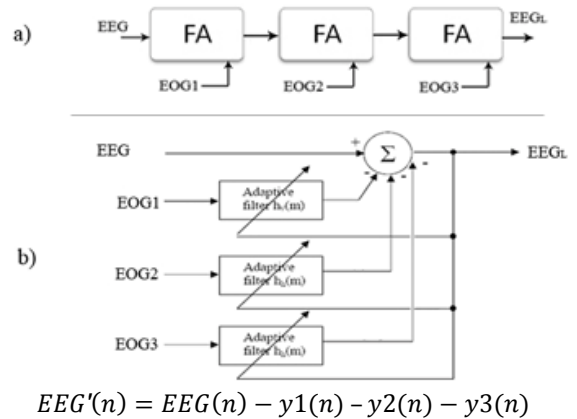 a)
EEG
FA
FA
FA
EEGL
EOG1
EOG2
EOG3
b)
EEG
+
Σ
-
-
-
EEGL
EOG1
Adaptive
filter (m)
EOG2
Adaptive
filter (m)
EOG3
Adaptive
filter (m)
EEG'(n) = EEG(n) − y1(n) – y2(n) − y3(n)